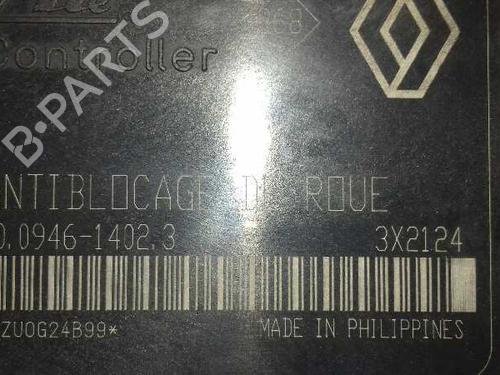 Controller
B-PARTS
NTIBLOCAGE DE ROUE
0.0946-1402.3 3X2124
ZU0G24B99* MADE IN PHILIPPINES